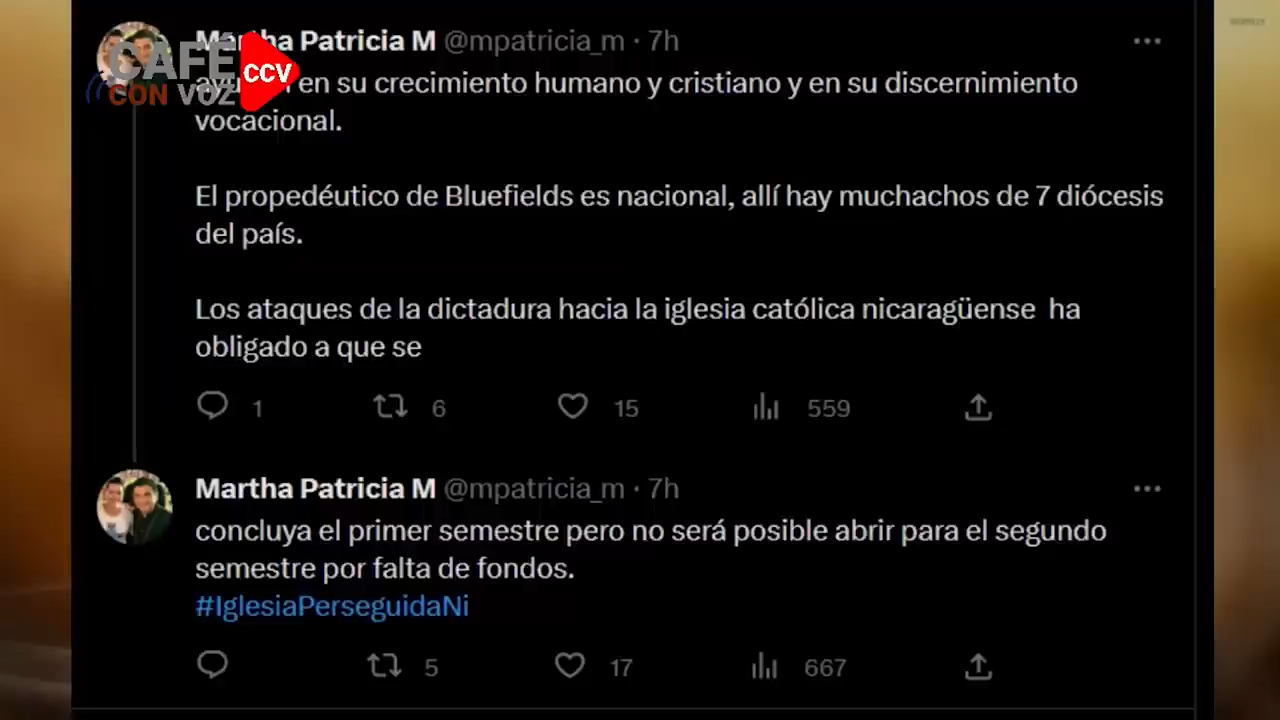 Martha Patricia M @mpatricia_m · 7h
CAFÉ
CCV
CON VOZ
en su crecimiento humano y cristiano y en su discernimiento
vocacional.
El propedéutico de Bluefields es nacional, allí hay muchachos de 7 diócesis
del país.
Los ataques de la dictadura hacia la iglesia católica nicaragüense ha
obligado a que se
1 6 15 559
Martha Patricia M @mpatricia_m · 7h
concluya el primer semestre pero no será posible abrir para el segundo
semestre por falta de fondos.
#IglesiaPerseguidaNi
5 17 667